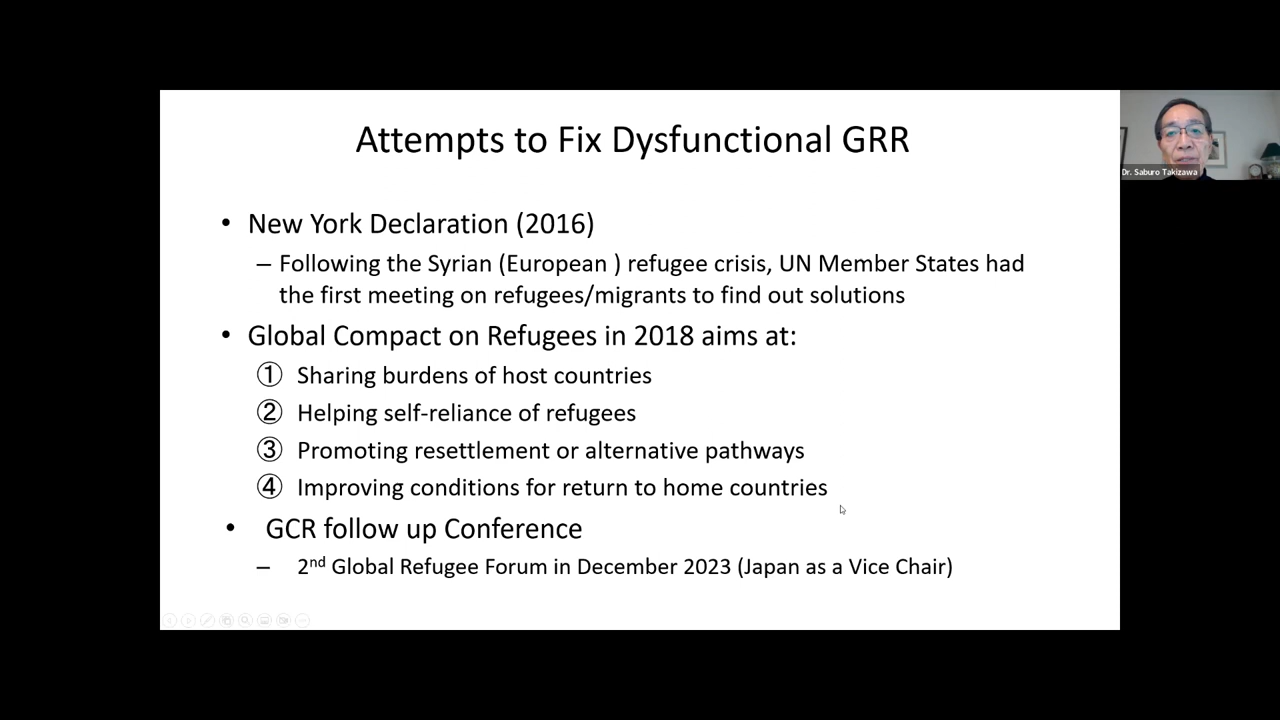 Attempts to Fix Dysfunctional GRR
• New York Declaration (2016)
– Following the Syrian (European ) refugee crisis, UN Member States had
the first meeting on refugees/migrants to find out solutions
• Global Compact on Refugees in 2018 aims at:
① Sharing burdens of host countries
② Helping self-reliance of refugees
③ Promoting resettlement or alternative pathways
④ Improving conditions for return to home countries
• GCR follow up Conference
– 2nd Global Refugee Forum in December 2023 (Japan as a Vice Chair)
Dr. Saburo Takizawa